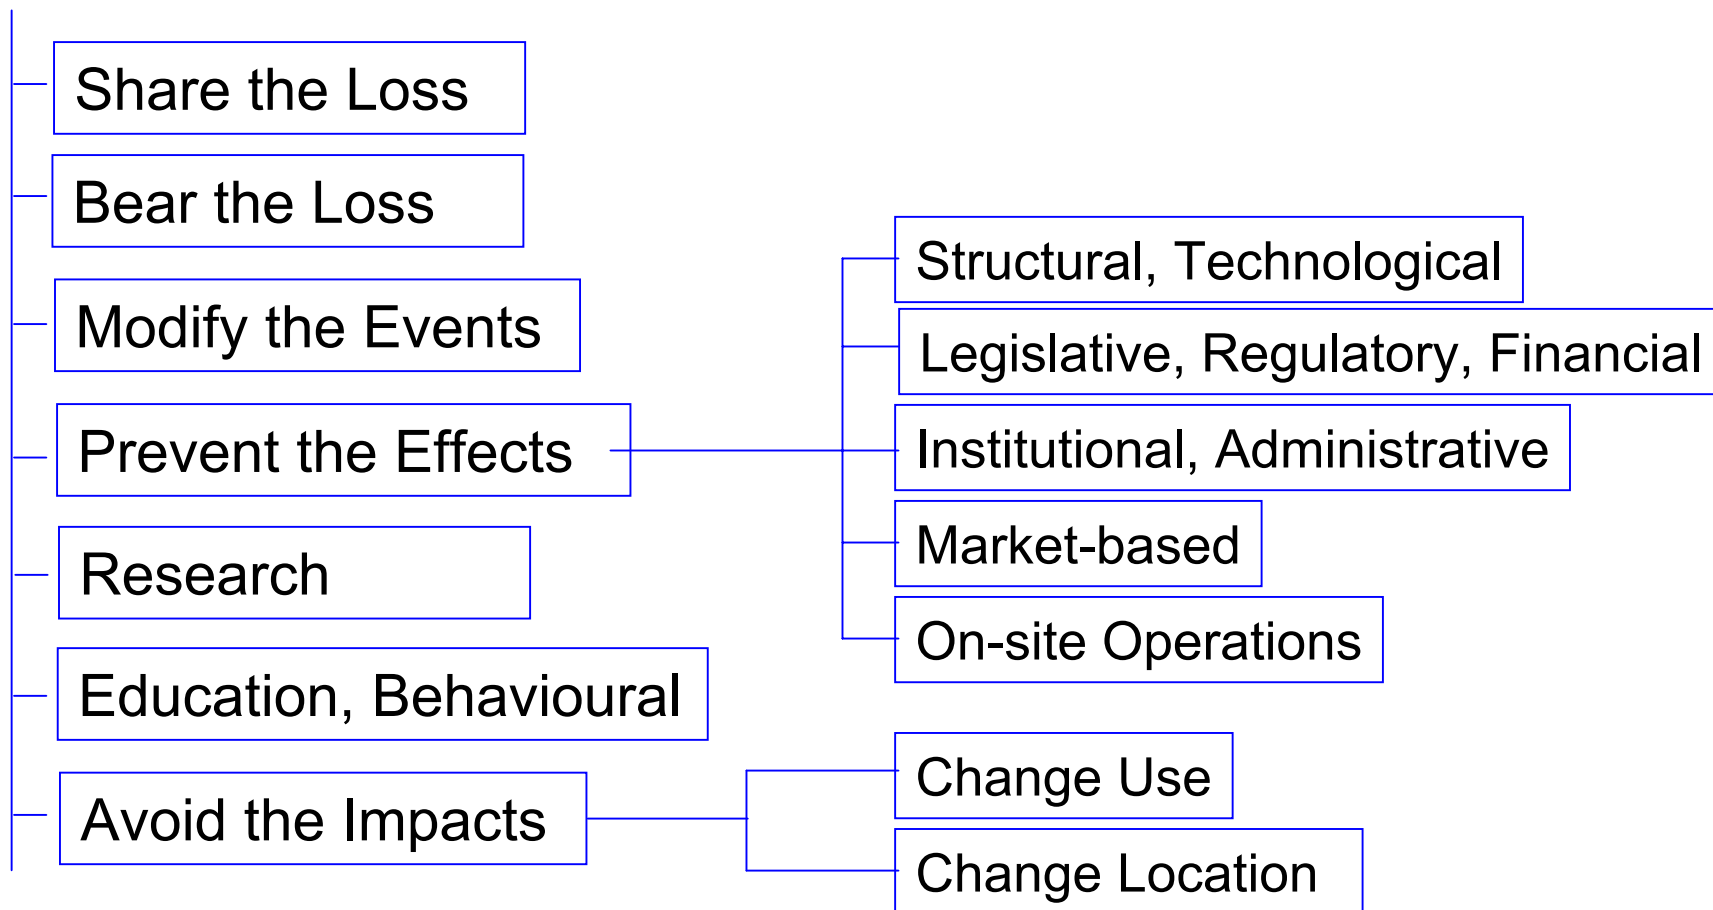 Share the Loss
Bear the Loss
Modify the Events
Prevent the Effects
Structural, Technological
Legislative, Regulatory, Financial
Institutional, Administrative
Market-based
On-site Operations
Research
Education, Behavioural
Avoid the Impacts
Change Use
Change Location